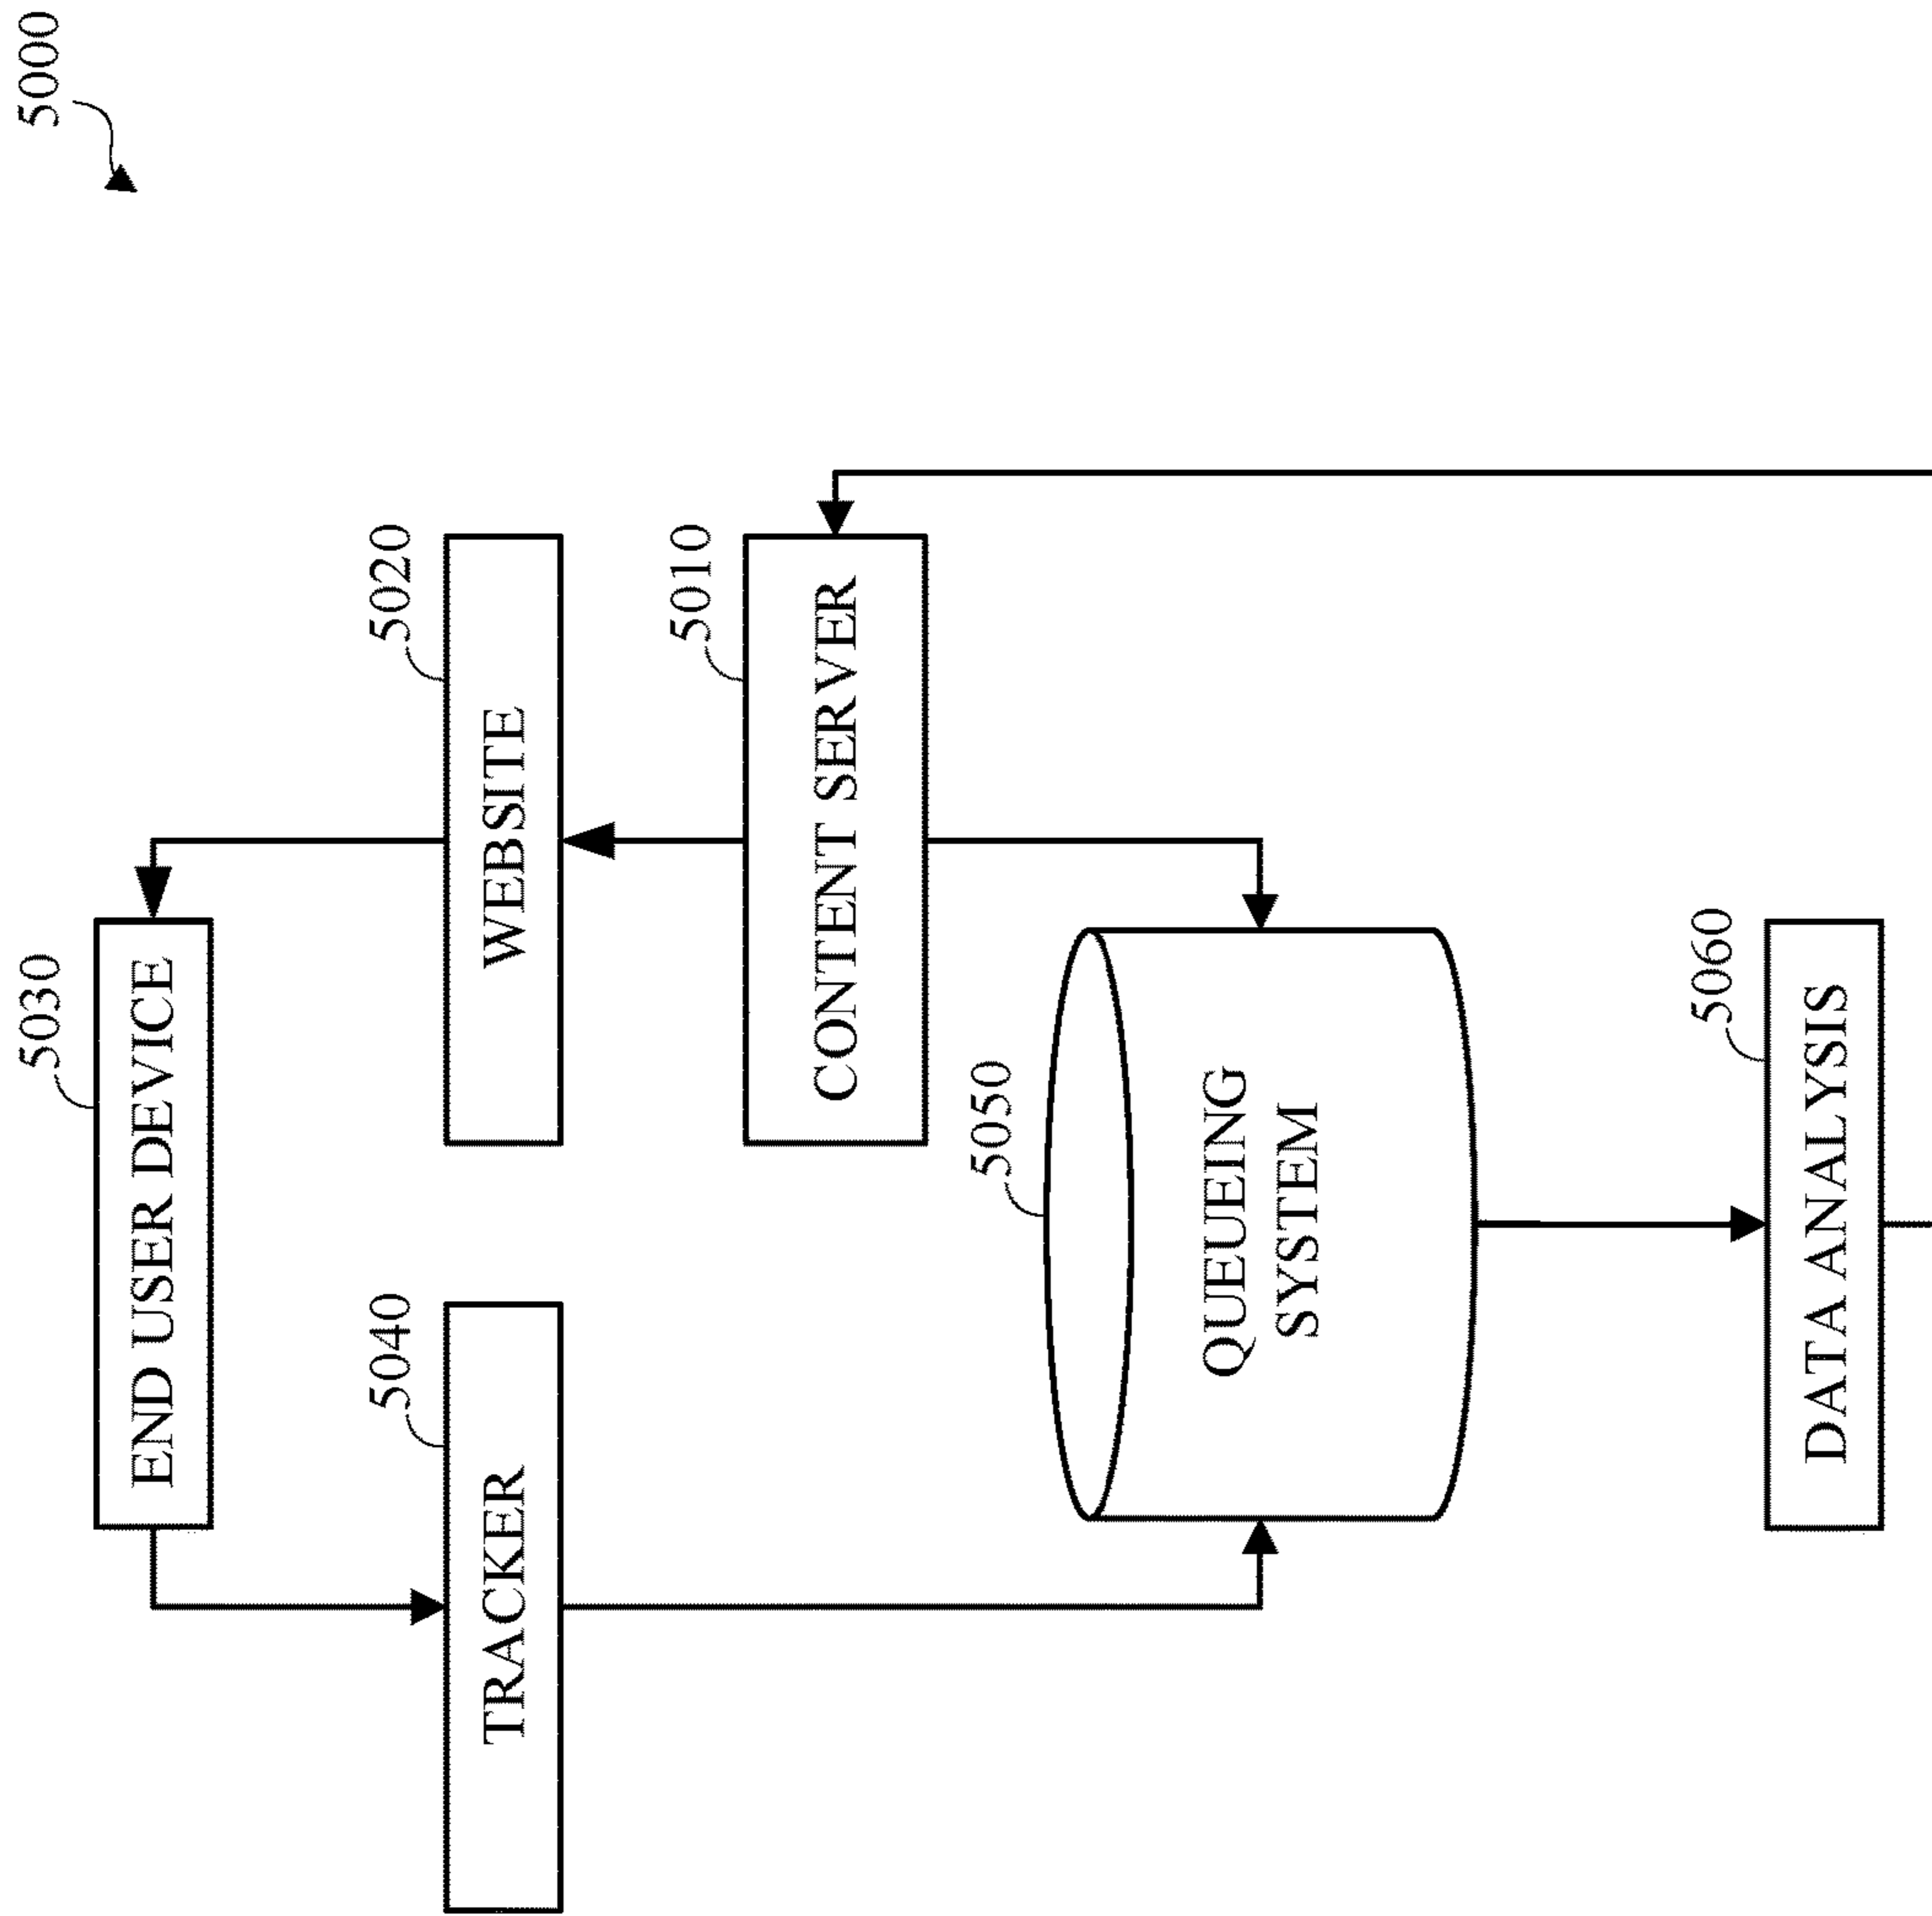 5000
5030
END USER DEVICE
5020
WEBSITE
5040
TRACKER
5010
CONTENT SERVER
5050
QUEUEING
SYSTEM
5060
DATA ANALYSIS